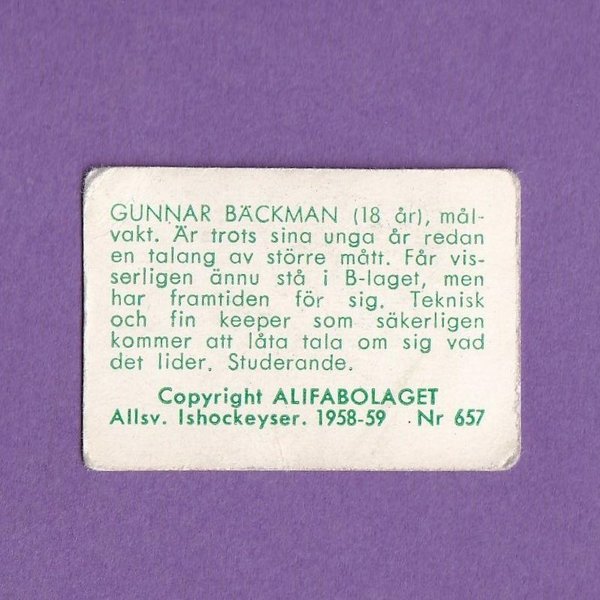 GUNNAR BÄCKMAN (18 år), mål-
vakt. Är trots sina unga år redan
en talang av större mått. Får vis-
serligen ännu stå i B-laget, men
har framtiden för sig. Teknisk
och fin keeper som säkerligen
kommer att låta tala om sig vad
det lider. Studerande.
Copyright ALIFABOLAGET
Allsv. Ishockeyser. 1958-59 Nr 657